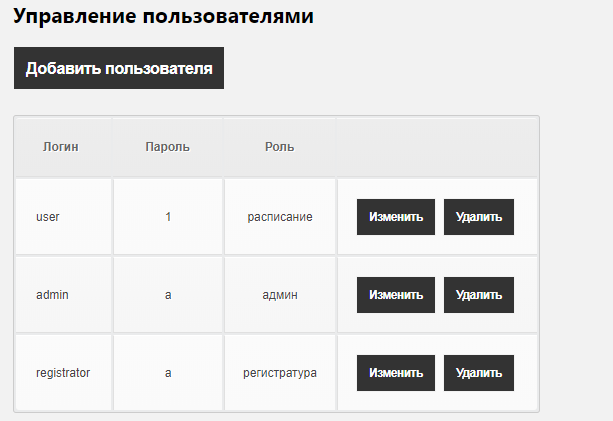 Управление пользователями
Добавить пользователя
Логин Пароль Роль
user 1 расписание Изменить Удалить
admin a админ Изменить Удалить
registrator a регистратура Изменить Удалить